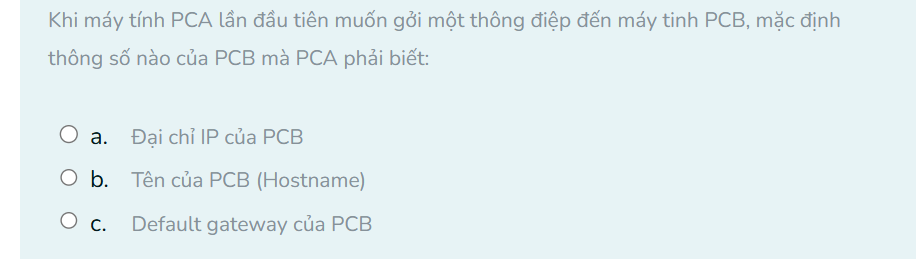 Khi máy tính PCA lần đầu tiên muốn gởi một thông điệp đến máy tinh PCB, mặc định
thông số nào của PCB mà PCA phải biết:
a. Đại chỉ IP của PCB
b. Tên của PCB (Hostname)
c. Default gateway của PCB